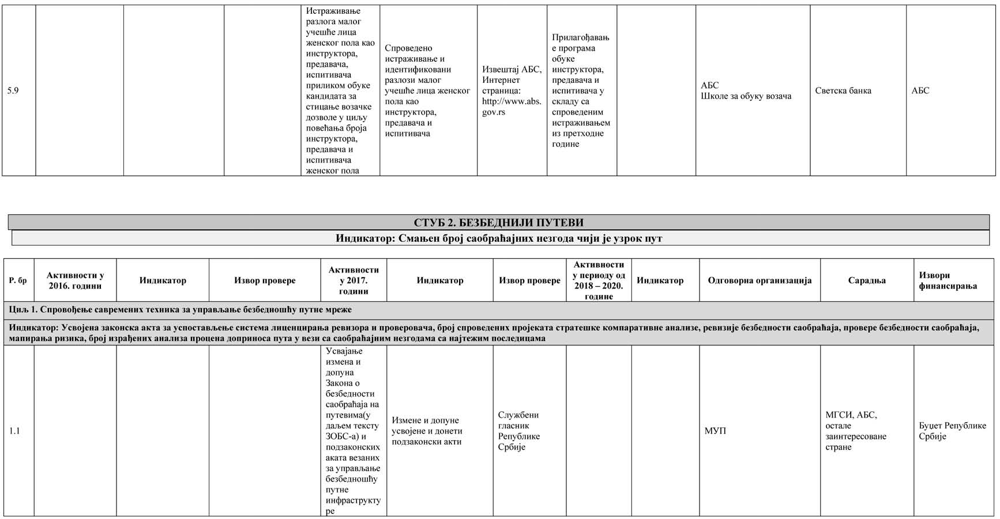 5.9
Истраживање
разлога малог
учешће лица
женског пола као
инструктора,
предавача,
испитивача
приликом обуке
кандидата за
стицање возачке
дозволе у циљу
повећања броја
инструктора,
предавача и
испитивача
женског пола
Спроведено
истраживање и
идентификовани
разлози малог
учешће лица женског
пола као
инструктора,
предавача и
испитивача
Извештај АБС,
Интернет
страница:
http://www.abs.
gov.rs
Прилагођавањ
е програма
обуке
инструктора,
предавача и
испитивача у
складу са
спроведеним
истраживањем
из претходне
године
АБС
Школе за обуку возача
Светска банка
АБС
СТУБ 2. БЕЗБЕДНИЈИ ПУТЕВИ
Индикатор: Смањен број саобраћајних незгода чији је узрок пут
Р. бр
Активности у
2016. години
Индикатор
Извор провере
Активности
у 2017.
години
Индикатор
Извор провере
Активности
у периоду од
2018 – 2020.
године
Индикатор
Одговорна организација
Сарадња
Извори
финансирања
Циљ 1. Спровођење савремених техника за управљање безбедношћу путне мреже
Индикатор: Усвојена законска акта за успостављење система лиценцирања ревизора и проверовача, број спроведених пројеката стратешке компаративне анализе, ревизије безбедности саобраћаја, провере безбедности саобраћаја,
мапирања ризика, број израђених анализа процена доприноса пута у вези са саобраћајним незгодама са најтежим последицама
1.1
Усвајање
измена и
допуна
Закона о
безбедности
саобраћаја на
путевима(у
даљем тексту
ЗОБС-а) и
подзаконских
аката везаних
за управљање
безбедношћу
путне
инфраструкту
ре
Измене и допуне
усвојене и донети
подзаконски акти
Службени
гласник
Републике
Србије
МУП
МГСИ, АБС,
остале
заинтересоване
стране
Буџет Републике
Србије